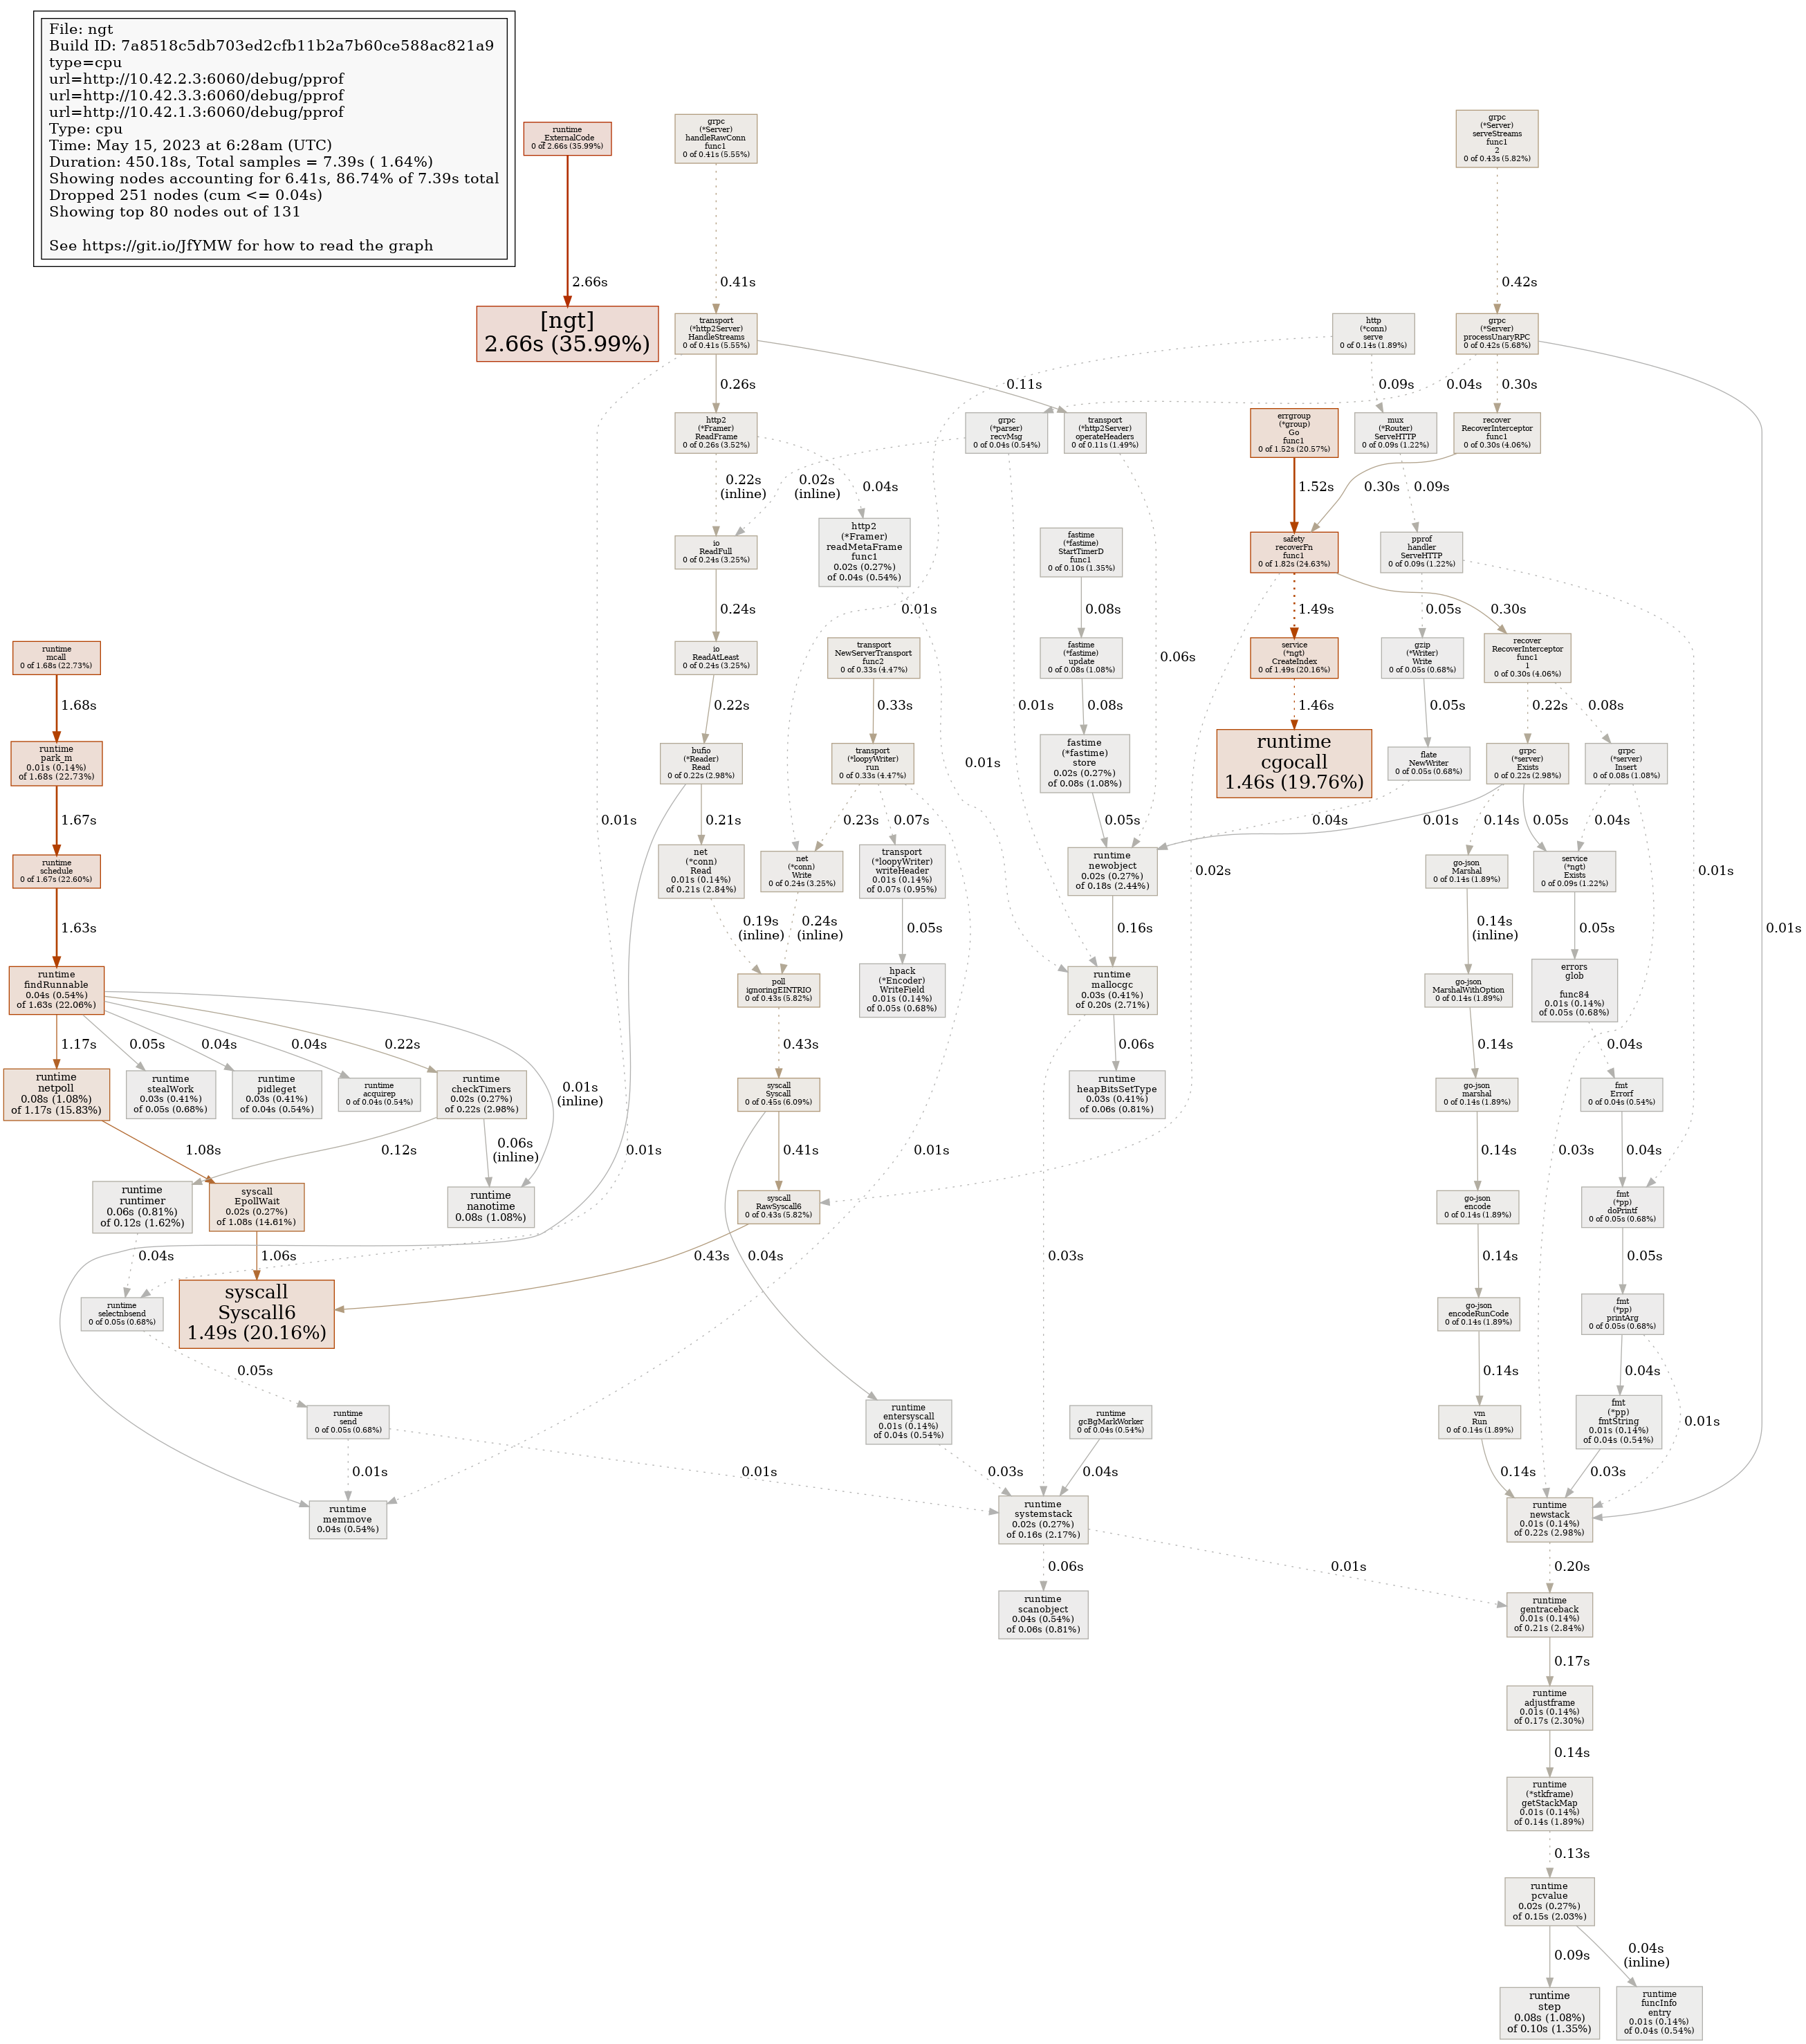 File: ngt
Build ID: 7a8518c5db703ed2cfb11b2a7b60ce588ac821a9
type=cpu
url=http://10.42.2.3:6060/debug/pprof
url=http://10.42.3.3:6060/debug/pprof
url=http://10.42.1.3:6060/debug/pprof
Type: cpu
Time: May 15, 2023 at 6:28am (UTC)
Duration: 450.18s, Total samples = 7.39s ( 1.64%)
Showing nodes accounting for 6.41s, 86.74% of 7.39s total
Dropped 251 nodes (cum <= 0.04s)
Showing top 80 nodes out of 131
See https://git.io/JfYMW for how to read the graph
runtime
_ExternalCode
0 of 2.66s (35.99%)
grpc
(*Server)
handleRawConn
func1
0 of 0.41s (5.55%)
grpc
(*Server)
serveStreams
func1
2
0 of 0.43s (5.82%)
2.66s
0.41s
0.42s
[ngt]
2.66s (35.99%)
transport
(*http2Server)
HandleStreams
0 of 0.41s (5.55%)
http
(*conn)
serve
0 of 0.14s (1.89%)
grpc
(*Server)
processUnaryRPC
0 of 0.42s (5.68%)
0.26s
0.11s
0.09s
0.04s
0.30s
http2
(*Framer)
ReadFrame
0 of 0.26s (3.52%)
grpc
(*parser)
recvMsg
0 of 0.04s (0.54%)
transport
(*http2Server)
operateHeaders
0 of 0.11s (1.49%)
errgroup
(*group)
Go
func1
0 of 1.52s (20.57%)
mux
(*Router)
ServeHTTP
0 of 0.09s (1.22%)
recover
RecoverInterceptor
func1
0 of 0.30s (4.06%)
0.22s
(inline)
0.02s
(inline)
0.04s
1.52s
0.30s
0.09s
io
ReadFull
0 of 0.24s (3.25%)
http2
(*Framer)
readMetaFrame
func1
0.02s (0.27%)
of 0.04s (0.54%)
fastime
(*fastime)
StartTimerD
func1
0 of 0.10s (1.35%)
safety
recoverFn
func1
0 of 1.82s (24.63%)
pprof
handler
ServeHTTP
0 of 0.09s (1.22%)
0.24s
0.01s
0.08s
1.49s
0.30s
0.05s
runtime
mcall
0 of 1.68s (22.73%)
io
ReadAtLeast
0 of 0.24s (3.25%)
transport
NewServerTransport
func2
0 of 0.33s (4.47%)
fastime
(*fastime)
update
0 of 0.08s (1.08%)
0.06s
service
(*ngt)
CreateIndex
0 of 1.49s (20.16%)
gzip
(*Writer)
Write
0 of 0.05s (0.68%)
recover
RecoverInterceptor
func1
1
0 of 0.30s (4.06%)
1.68s
0.22s
0.33s
0.01s
0.08s
1.46s
0.05s
0.22s
0.08s
runtime
park_m
0.01s (0.14%)
of 1.68s (22.73%)
bufio
(*Reader)
Read
0 of 0.22s (2.98%)
transport
(*loopyWriter)
run
0 of 0.33s (4.47%)
0.01s
fastime
(*fastime)
store
0.02s (0.27%)
of 0.08s (1.08%)
runtime
cgocall
1.46s (19.76%)
flate
NewWriter
0 of 0.05s (0.68%)
grpc
(*server)
Exists
0 of 0.22s (2.98%)
grpc
(*server)
Insert
0 of 0.08s (1.08%)
1.67s
0.01s
0.21s
0.23s
0.07s
0.05s
0.04s
0.01s
0.14s
0.05s
0.04s
runtime
schedule
0 of 1.67s (22.60%)
net
(*conn)
Read
0.01s (0.14%)
of 0.21s (2.84%)
net
(*conn)
Write
0 of 0.24s (3.25%)
transport
(*loopyWriter)
writeHeader
0.01s (0.14%)
of 0.07s (0.95%)
runtime
newobject
0.02s (0.27%)
of 0.18s (2.44%)
0.02s
go-json
Marshal
0 of 0.14s (1.89%)
service
(*ngt)
Exists
0 of 0.09s (1.22%)
0.01s
1.63s
0.19s
(inline)
0.24s
(inline)
0.05s
0.16s
0.14s
(inline)
0.05s
0.01s
runtime
findRunnable
0.04s (0.54%)
of 1.63s (22.06%)
poll
ignoringEINTRIO
0 of 0.43s (5.82%)
hpack
(*Encoder)
WriteField
0.01s (0.14%)
of 0.05s (0.68%)
runtime
mallocgc
0.03s (0.41%)
of 0.20s (2.71%)
go-json
MarshalWithOption
0 of 0.14s (1.89%)
errors
glob

func84
0.01s (0.14%)
of 0.05s (0.68%)
1.17s
0.05s
0.04s
0.04s
0.22s
0.43s
0.06s
0.14s
0.04s
runtime
netpoll
0.08s (1.08%)
of 1.17s (15.83%)
runtime
stealWork
0.03s (0.41%)
of 0.05s (0.68%)
runtime
pidleget
0.03s (0.41%)
of 0.04s (0.54%)
runtime
acquirep
0 of 0.04s (0.54%)
runtime
checkTimers
0.02s (0.27%)
of 0.22s (2.98%)
0.01s
(inline)
syscall
Syscall
0 of 0.45s (6.09%)
runtime
heapBitsSetType
0.03s (0.41%)
of 0.06s (0.81%)
go-json
marshal
0 of 0.14s (1.89%)
fmt
Errorf
0 of 0.04s (0.54%)
1.08s
0.12s
0.06s
(inline)
0.01s
0.41s
0.01s
0.14s
0.03s
0.04s
runtime
runtimer
0.06s (0.81%)
of 0.12s (1.62%)
syscall
EpollWait
0.02s (0.27%)
of 1.08s (14.61%)
runtime
nanotime
0.08s (1.08%)
syscall
RawSyscall6
0 of 0.43s (5.82%)
go-json
encode
0 of 0.14s (1.89%)
fmt
(*pp)
doPrintf
0 of 0.05s (0.68%)
0.04s
1.06s
0.43s
0.04s
0.03s
0.14s
0.05s
runtime
selectnbsend
0 of 0.05s (0.68%)
syscall
Syscall6
1.49s (20.16%)
go-json
encodeRunCode
0 of 0.14s (1.89%)
fmt
(*pp)
printArg
0 of 0.05s (0.68%)
0.05s
0.14s
0.04s
runtime
send
0 of 0.05s (0.68%)
runtime
entersyscall
0.01s (0.14%)
of 0.04s (0.54%)
runtime
gcBgMarkWorker
0 of 0.04s (0.54%)
vm
Run
0 of 0.14s (1.89%)
fmt
(*pp)
fmtString
0.01s (0.14%)
of 0.04s (0.54%)
0.01s
0.01s
0.01s
0.03s
0.04s
0.14s
0.03s
runtime
memmove
0.04s (0.54%)
runtime
systemstack
0.02s (0.27%)
of 0.16s (2.17%)
runtime
newstack
0.01s (0.14%)
of 0.22s (2.98%)
0.06s
0.01s
0.20s
runtime
scanobject
0.04s (0.54%)
of 0.06s (0.81%)
runtime
gentraceback
0.01s (0.14%)
of 0.21s (2.84%)
0.17s
runtime
adjustframe
0.01s (0.14%)
of 0.17s (2.30%)
0.14s
runtime
(*stkframe)
getStackMap
0.01s (0.14%)
of 0.14s (1.89%)
0.13s
runtime
pcvalue
0.02s (0.27%)
of 0.15s (2.03%)
0.09s
0.04s
(inline)
runtime
step
0.08s (1.08%)
of 0.10s (1.35%)
runtime
funcInfo
entry
0.01s (0.14%)
of 0.04s (0.54%)